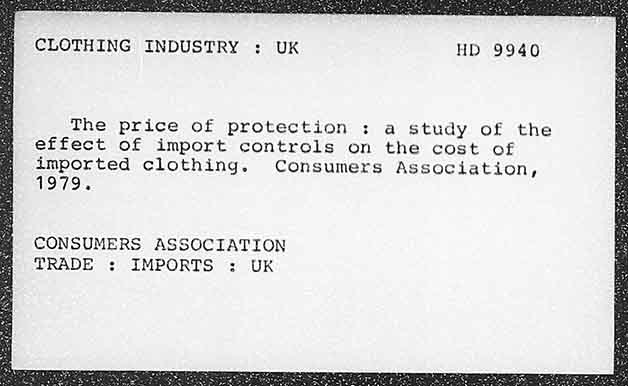 CLOTHING INDUSTRY : UK HD 9940
The price of protection : a study of the
effect of import controls on the cost of
imported clothing. Consumers Association,
1979.
CONSUMERS ASSOCIATION
TRADE : IMPORTS : UK